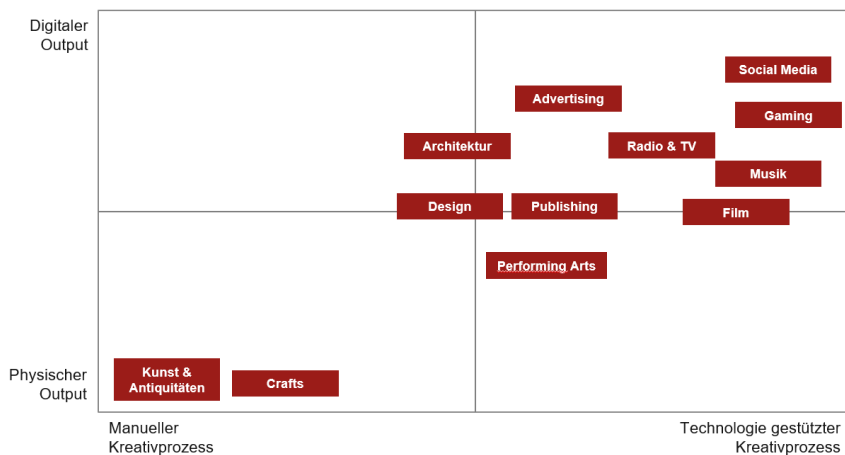 Digitaler
Output
Social Media
Advertising
Gaming
Architektur
Radio & TV
Musik
Design
Publishing
Film
Performing Arts
Kunst &
Antiquitäten
Crafts
Physischer
Output
Manueller
Kreativprozess
Technologie gestützter
Kreativprozess